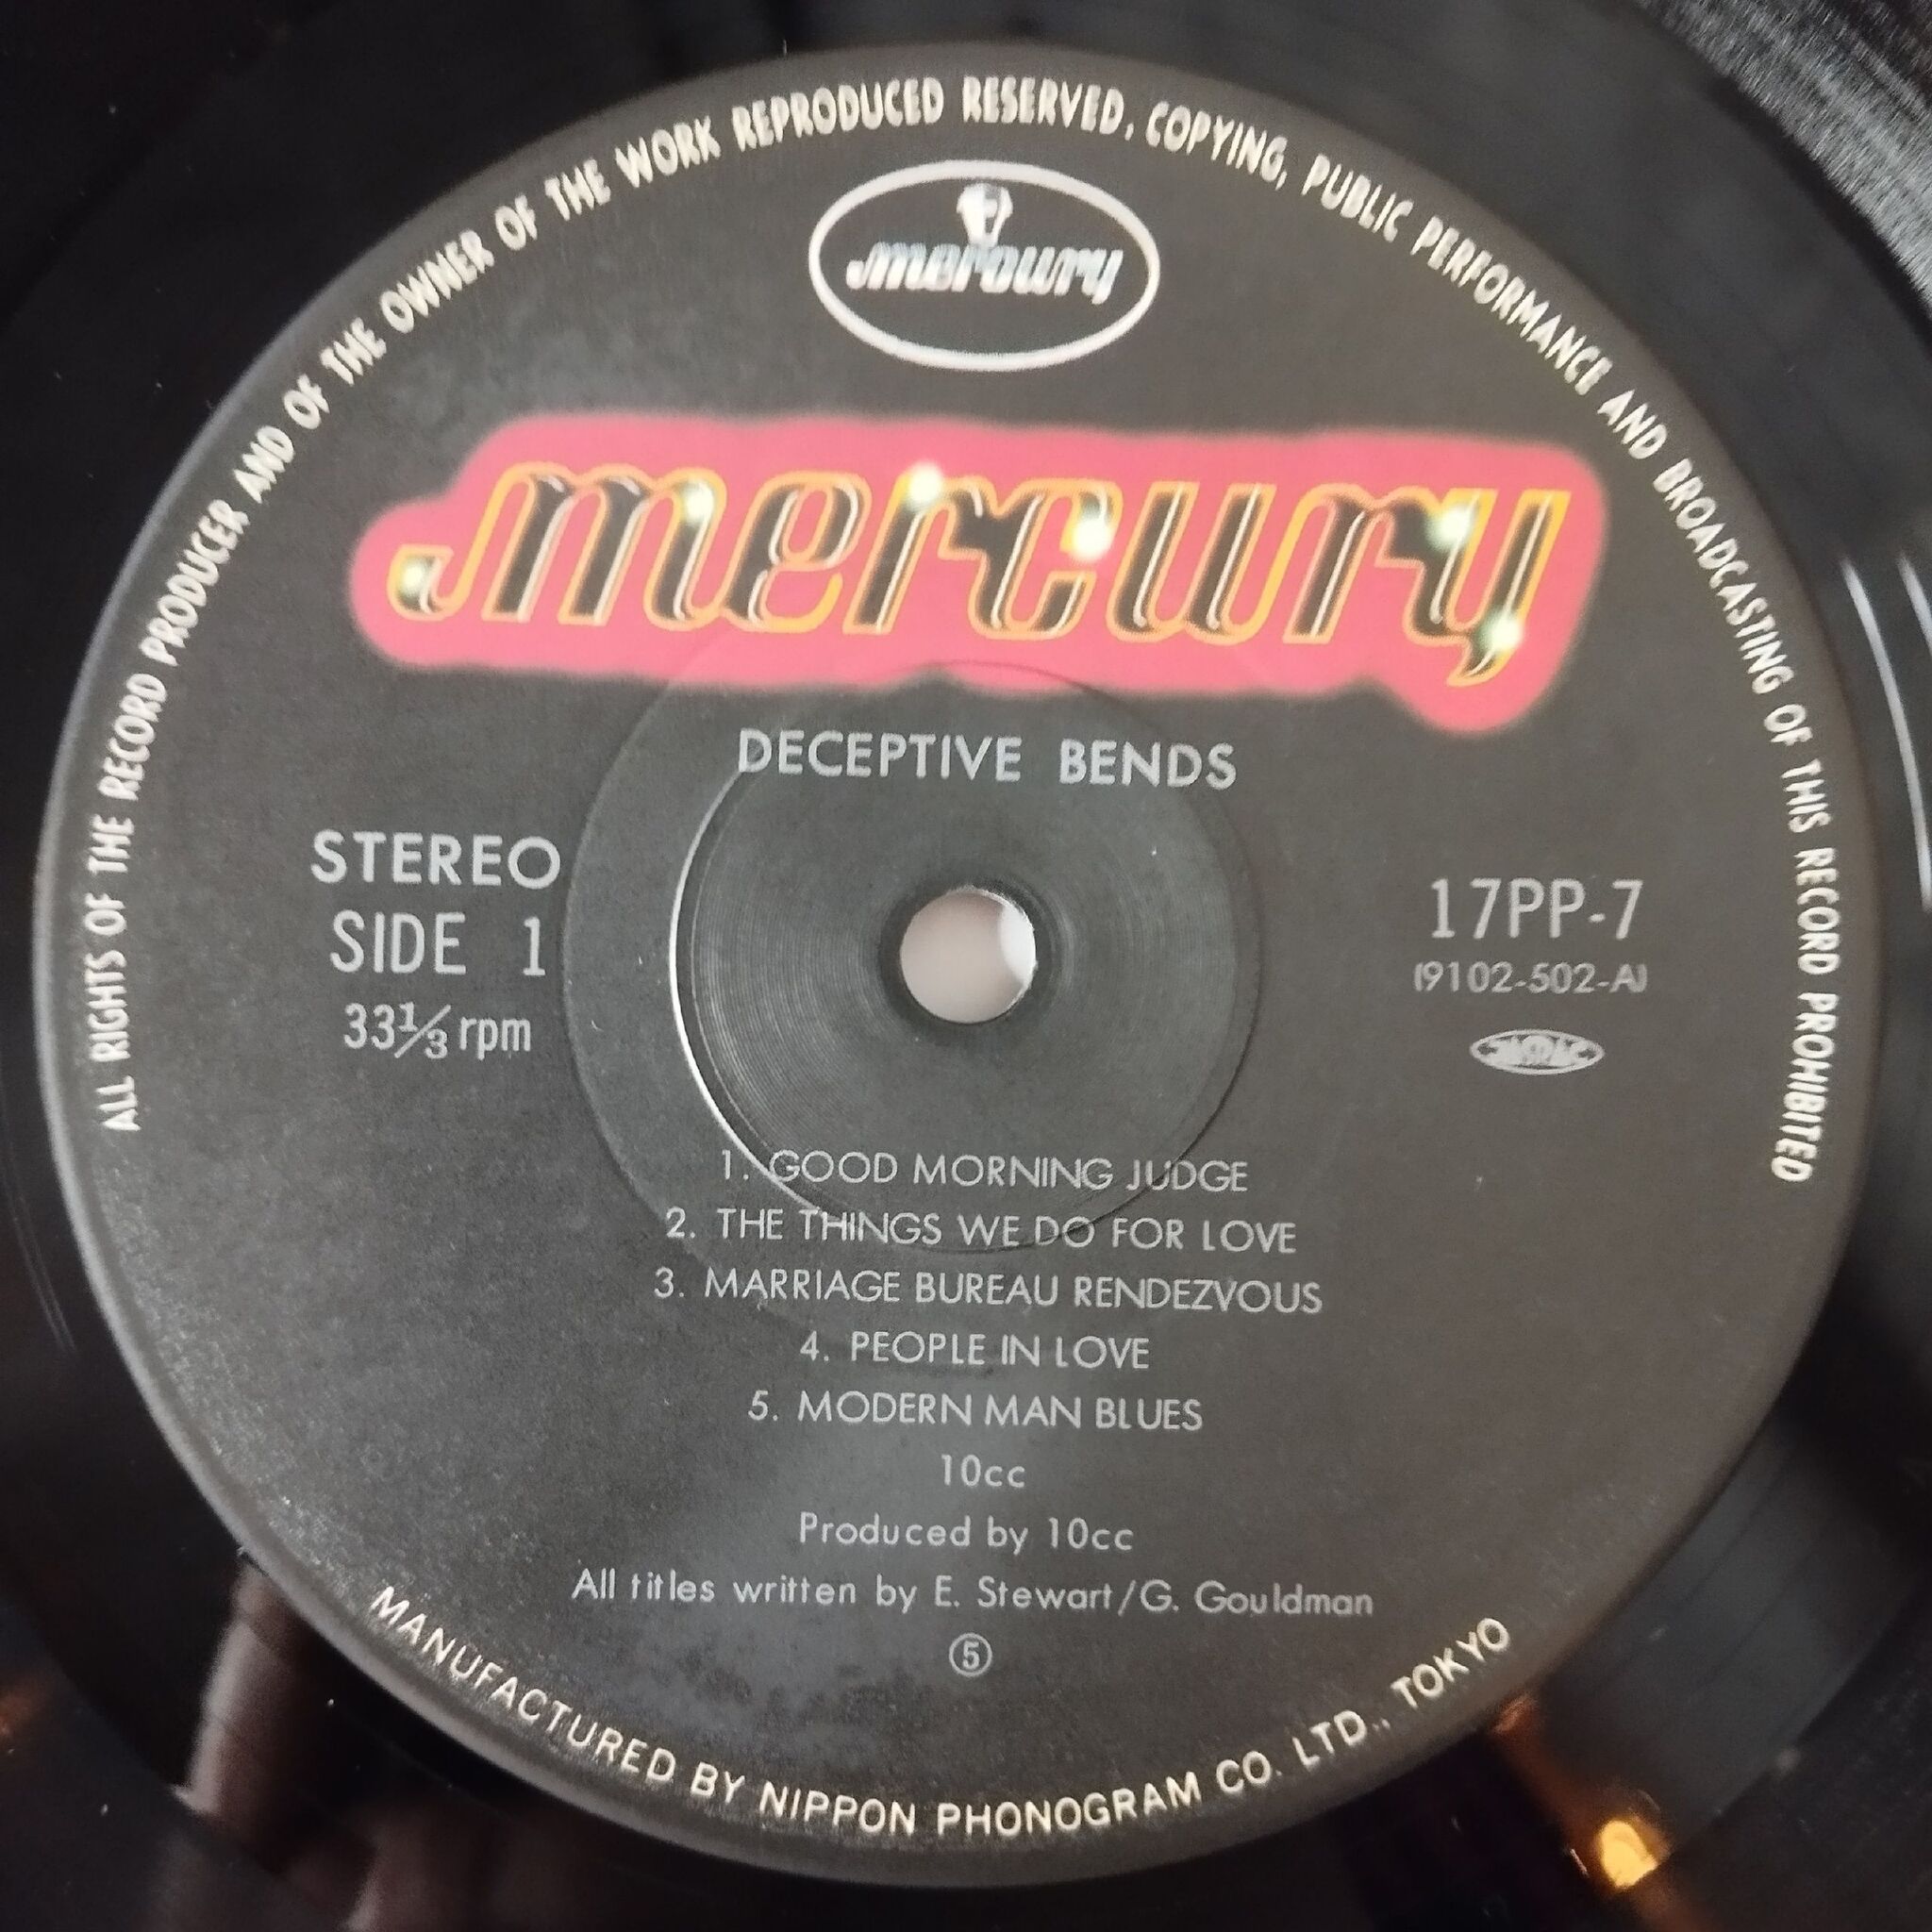 ALL RIGHTS OF THE RECORD PRODUCER AND OF THE OWNER OF THE WORK REPRODUCED RESERVED. COPYING, PUBLIC PERFORMANCE AND BROADCASTING OF THIS RECORD PROHIBITED
mercury
mercury
DECEPTIVE BENDS
STEREO
SIDE 1
33⅓ rpm
17PP-7
(9102-502-A)
JASRAC
1. GOOD MORNING JUDGE
2. THE THINGS WE DO FOR LOVE
3. MARRIAGE BUREAU RENDEZVOUS
4. PEOPLE IN LOVE
5. MODERN MAN BLUES
10cc
Produced by 10cc
All titles written by E. Stewart/G. Gouldman
⑤
MANUFACTURED BY NIPPON PHONOGRAM CO. LTD., TOKYO